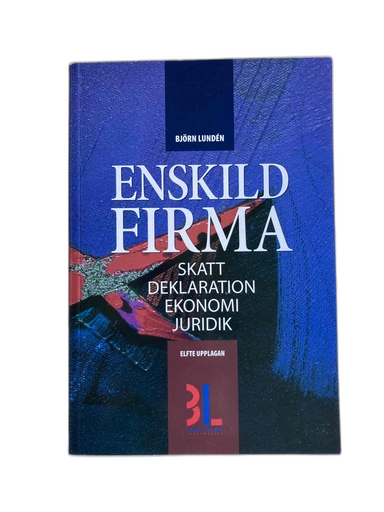 BJÖRN LUNDÉN
ENSKILD
FIRMA
SKATT
DEKLARATION
EKONOMI
JURIDIK
ELFTE UPPLAGAN
BL